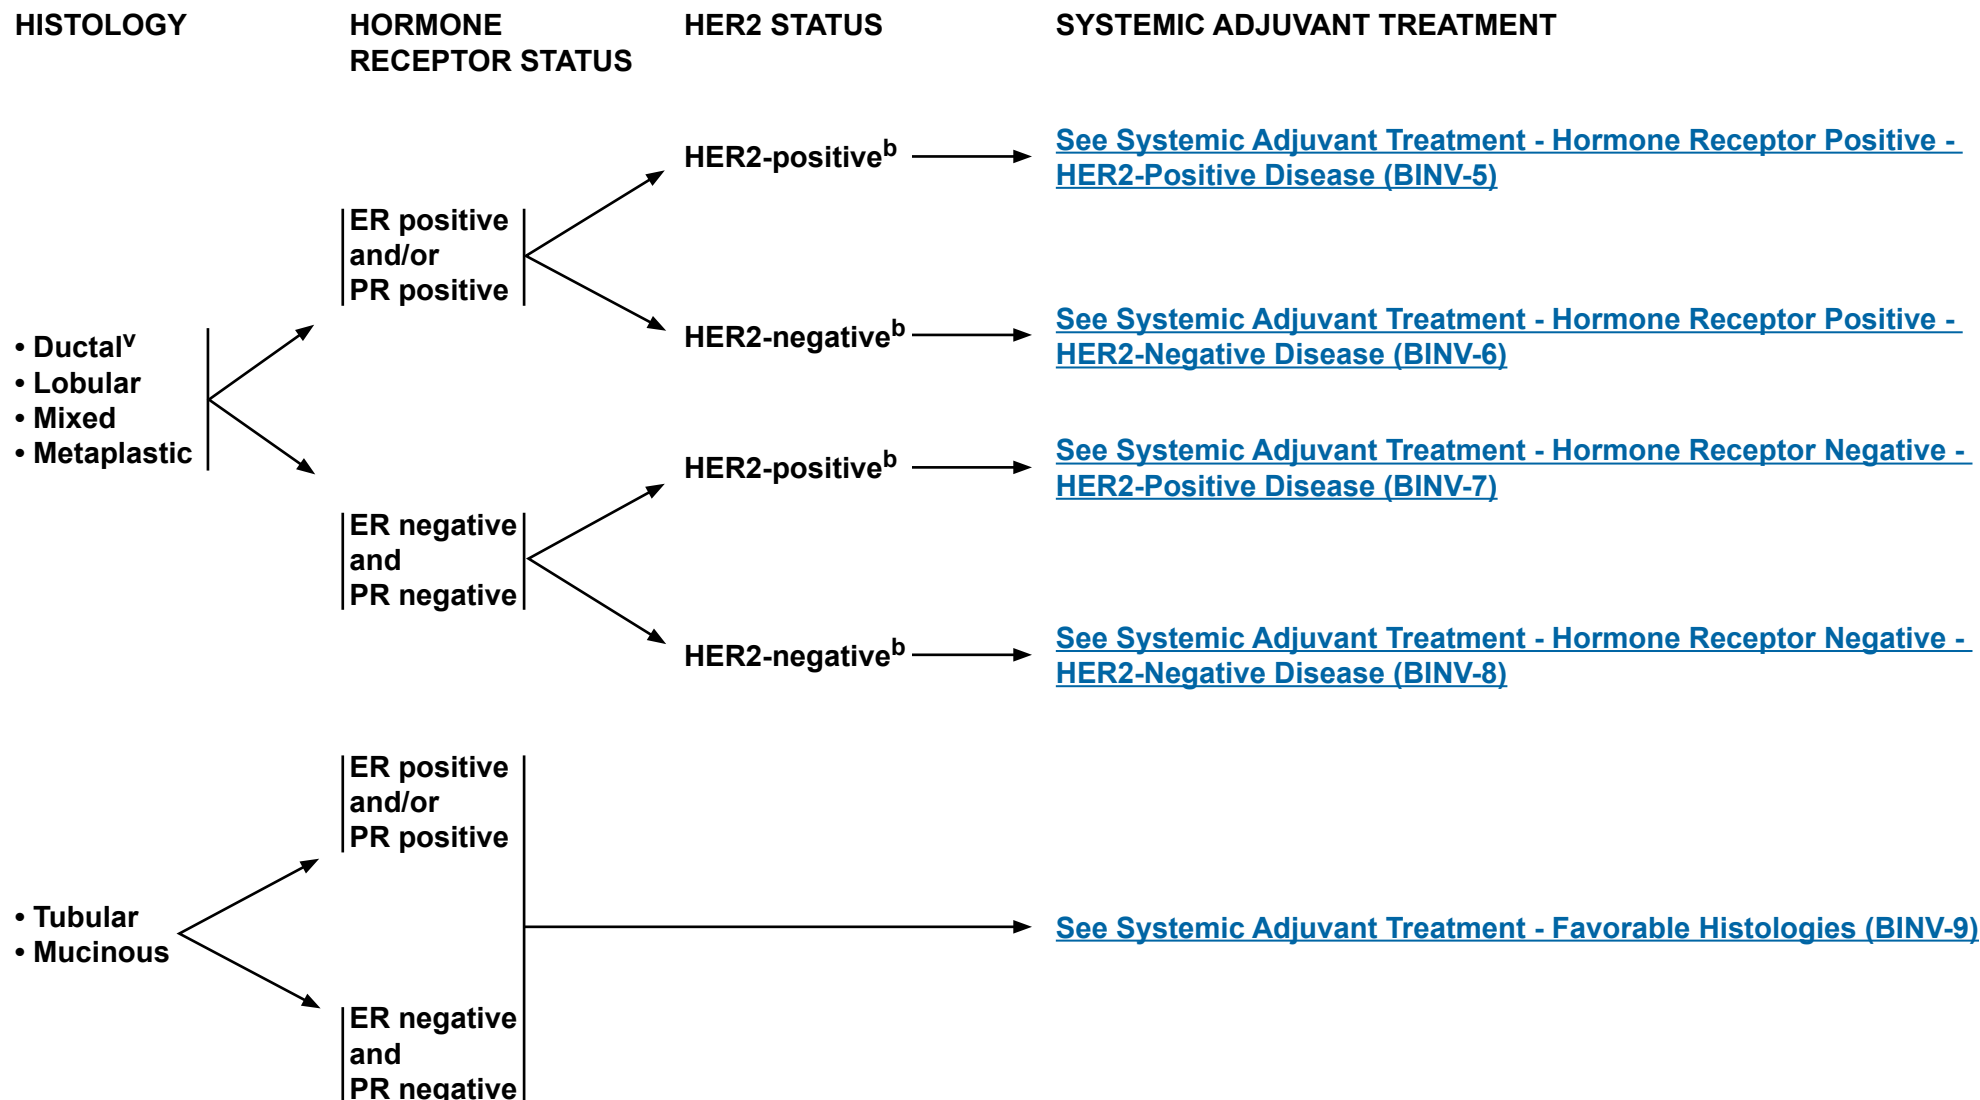 HISTOLOGY
HORMONE
RECEPTOR STATUS
HER2 STATUS
SYSTEMIC ADJUVANT TREATMENT
• Ductalv
• Lobular
• Mixed
• Metaplastic
ER positive
and/or
PR positive
HER2-positiveb
See Systemic Adjuvant Treatment - Hormone Receptor Positive -
HER2-Positive Disease (BINV-5)
HER2-negativeb
See Systemic Adjuvant Treatment - Hormone Receptor Positive -
HER2-Negative Disease (BINV-6)
ER negative
and
PR negative
HER2-positiveb
See Systemic Adjuvant Treatment - Hormone Receptor Negative -
HER2-Positive Disease (BINV-7)
HER2-negativeb
See Systemic Adjuvant Treatment - Hormone Receptor Negative -
HER2-Negative Disease (BINV-8)
• Tubular
• Mucinous
ER positive
and/or
PR positive
ER negative
and
PR negative
See Systemic Adjuvant Treatment - Favorable Histologies (BINV-9)